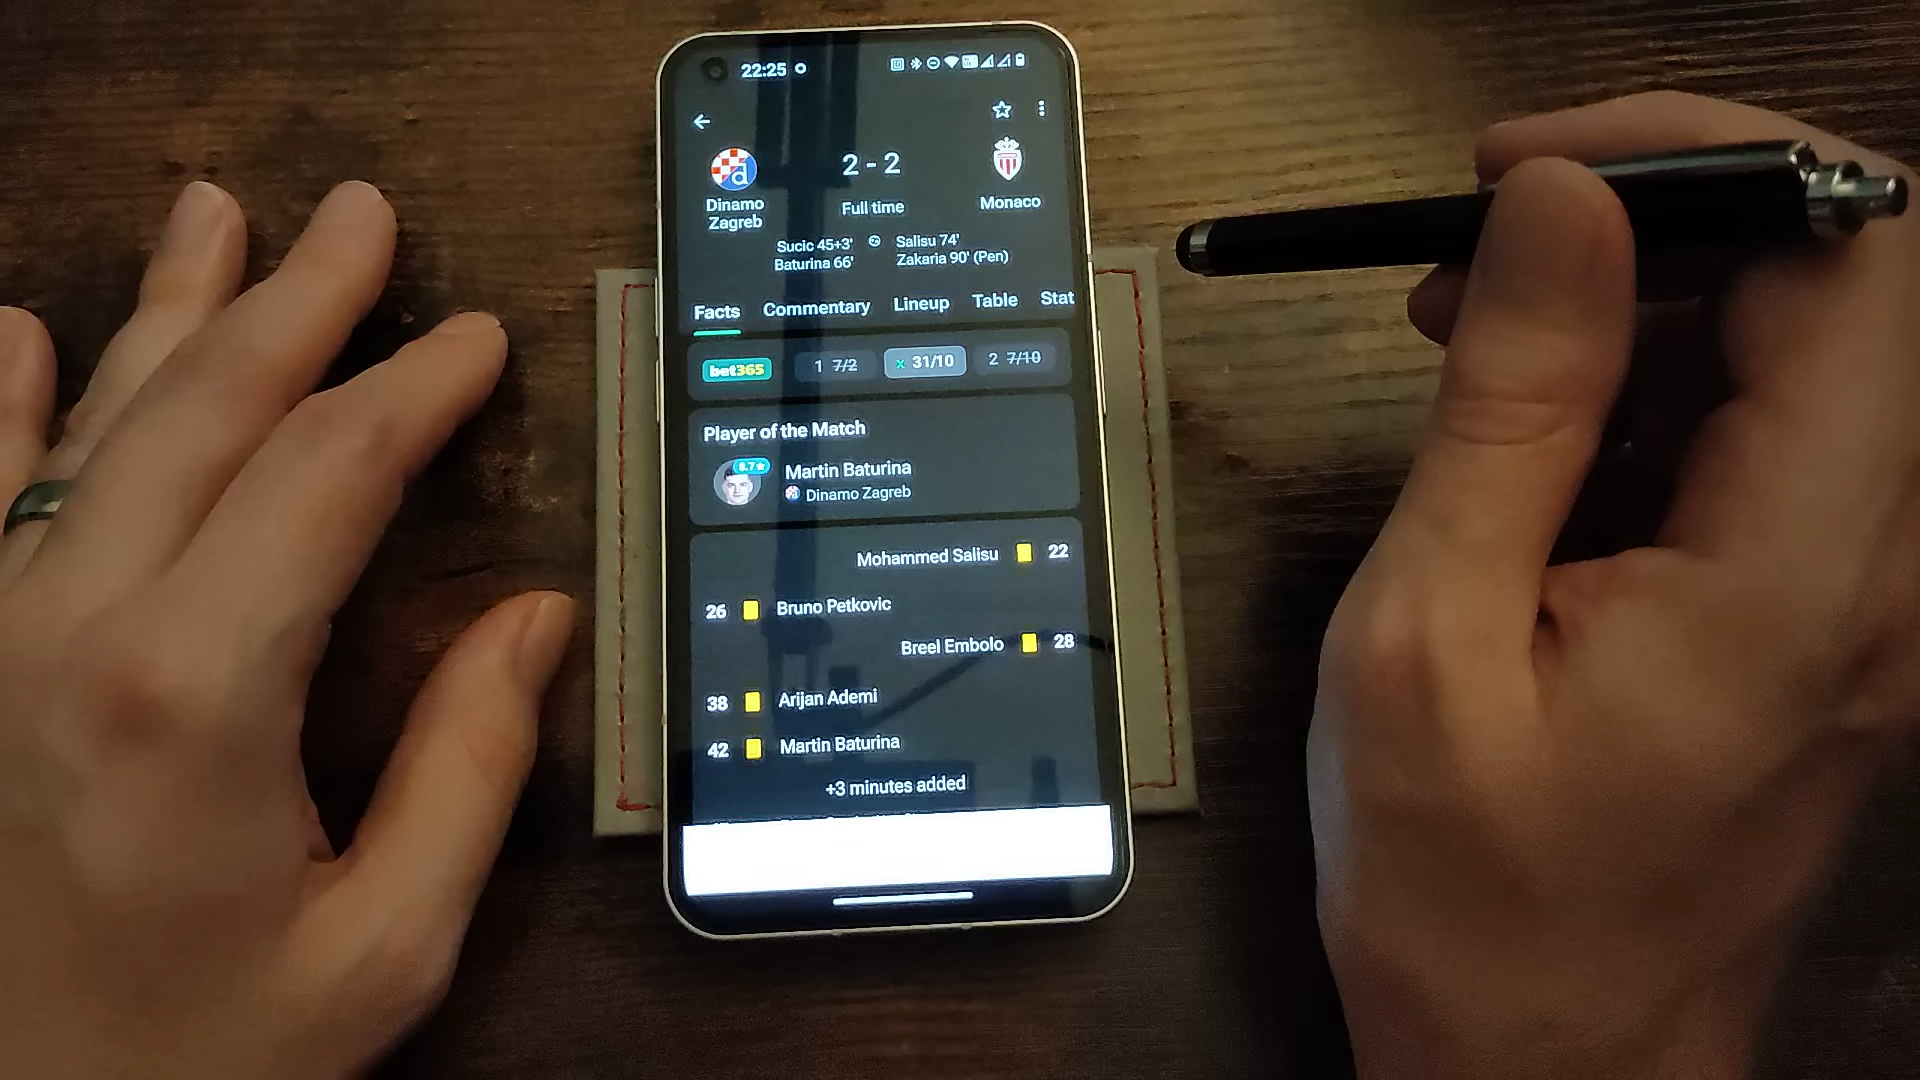 22:25
2 - 2
Dinamo
Zagreb
Full time
Monaco
Sucic 45+3'
Salisu 74'
Baturina 66'
Zakaria 90' (Pen)
Facts Commentary Lineup Table Stat
bet365 1 7/2 x 31/10 2 7/10
Player of the Match
8.7
Martin Baturina
Dinamo Zagreb
Mohammed Salisu 22
26 Bruno Petkovic
Breel Embolo 28
38 Arijan Ademi
42 Martin Baturina
+3 minutes added